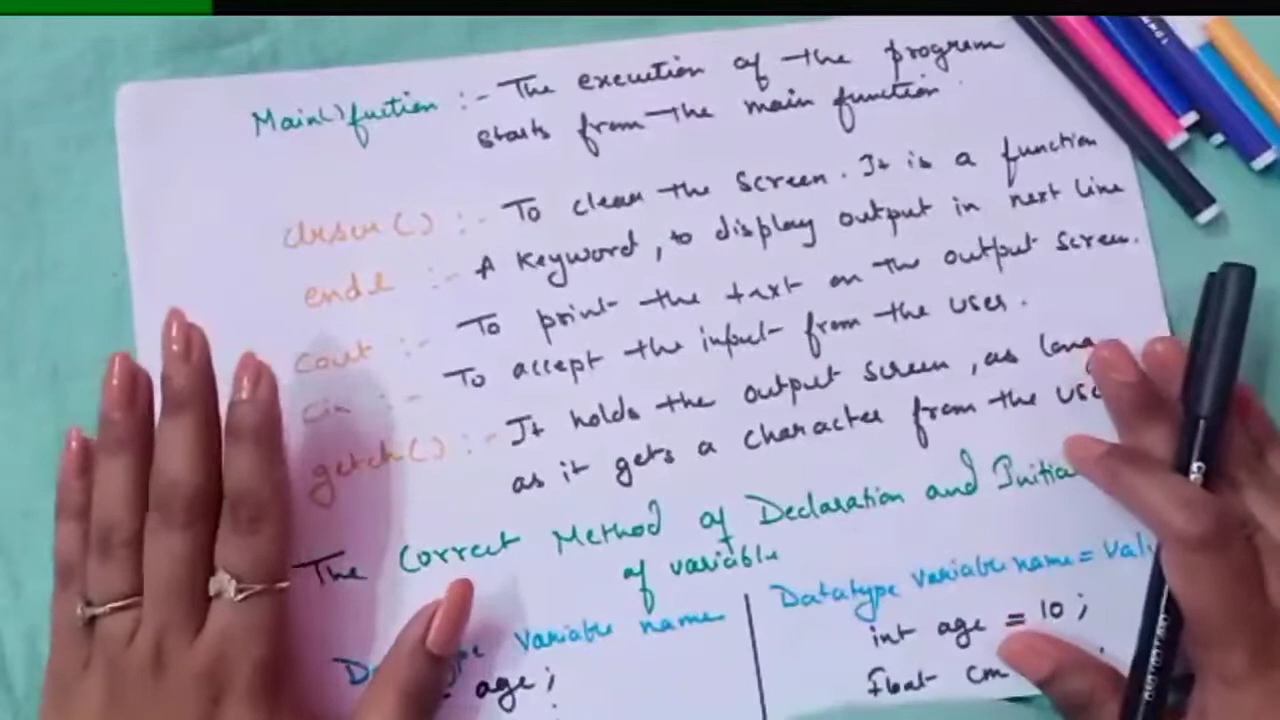 Main() fuction :- The execution of the program
starts from the main function.
clrscr() :- To clear the screen. It is a function
endl :- A keyword, to display output in next line
cout :- To print the text on the output screen.
cin :- To accept the input from the user.
getch() :- It holds the output screen, as long
as it gets a character from the use
The Correct Method of Declaration and Initia
of variable
variable name
age;
Datatype variable name = Val
int age = 10;
float cm